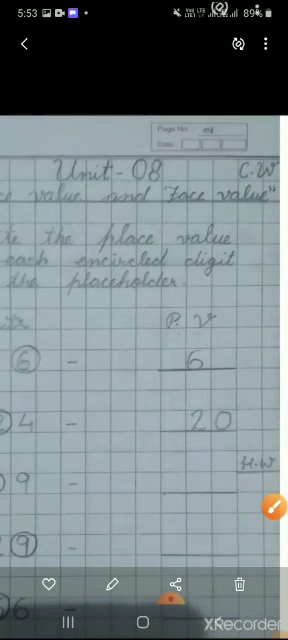 5:53
89%
Page No. 01
Date
Unit-08 C.W
value and Face value"
the place value
each encircled digit
the placeholder.
P. V
6 - 6
4 - 20
H.W
9 -
9 -
6 -
XRecorder